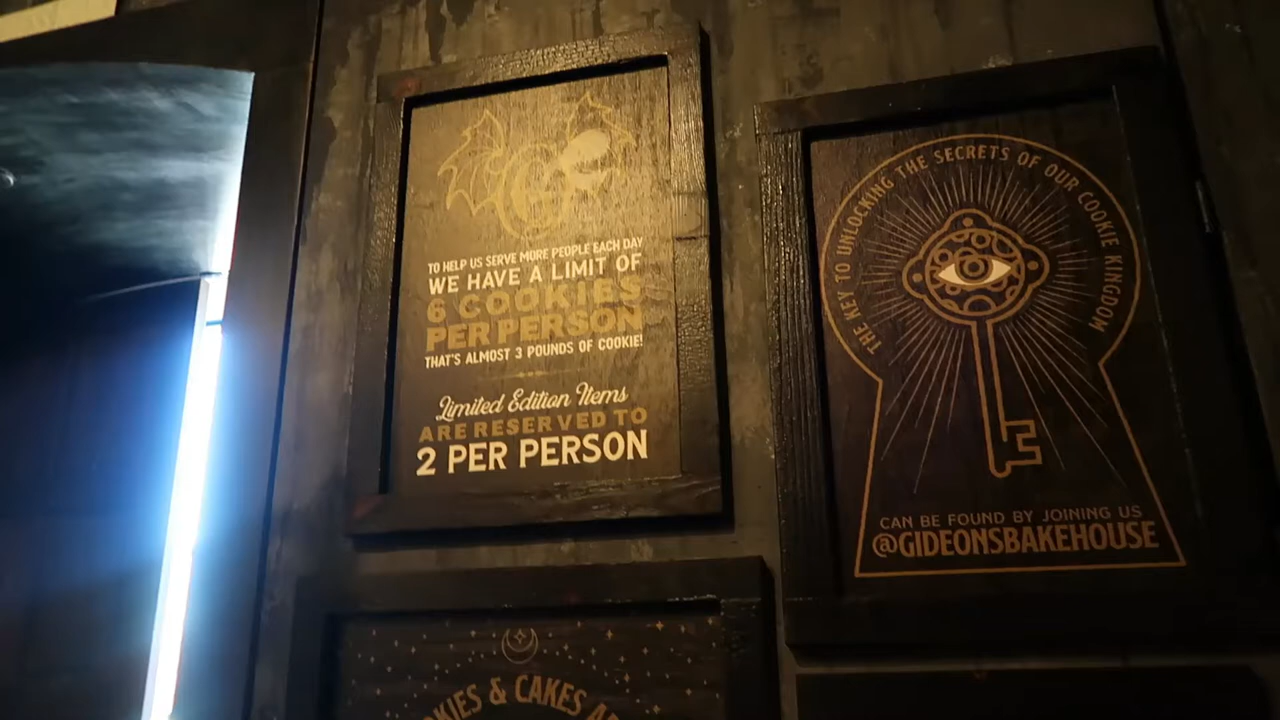 TO HELP US SERVE MORE PEOPLE EACH DAY
WE HAVE A LIMIT OF
6 COOKIES
PER PERSON
THAT'S ALMOST 3 POUNDS OF COOKIE!
Limited Edition Items
ARE RESERVED TO
2 PER PERSON
THE KEY TO UNLOCKING THE SECRETS OF OUR COOKIE KINGDOM
CAN BE FOUND BY JOINING US
@GIDEONSBAKEHOUSE
& CAKES